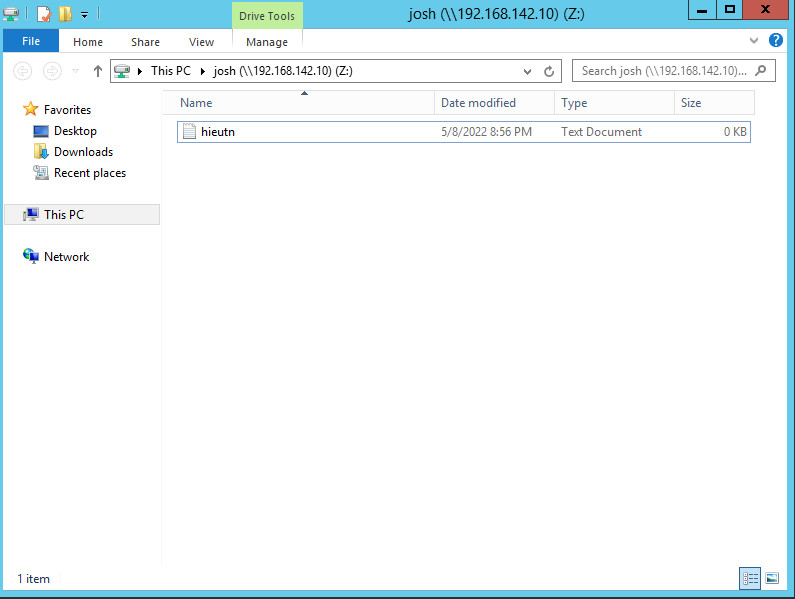 Drive Tools
josh (\\192.168.142.10) (Z:)
File Home Share View Manage
This PC josh (\\192.168.142.10) (Z:)
Search josh (\\192.168.142.10)...
Name Date modified Type Size
Favorites
hieutn 5/8/2022 8:56 PM Text Document 0 KB
Desktop
Downloads
Recent places
This PC
Network
1 item